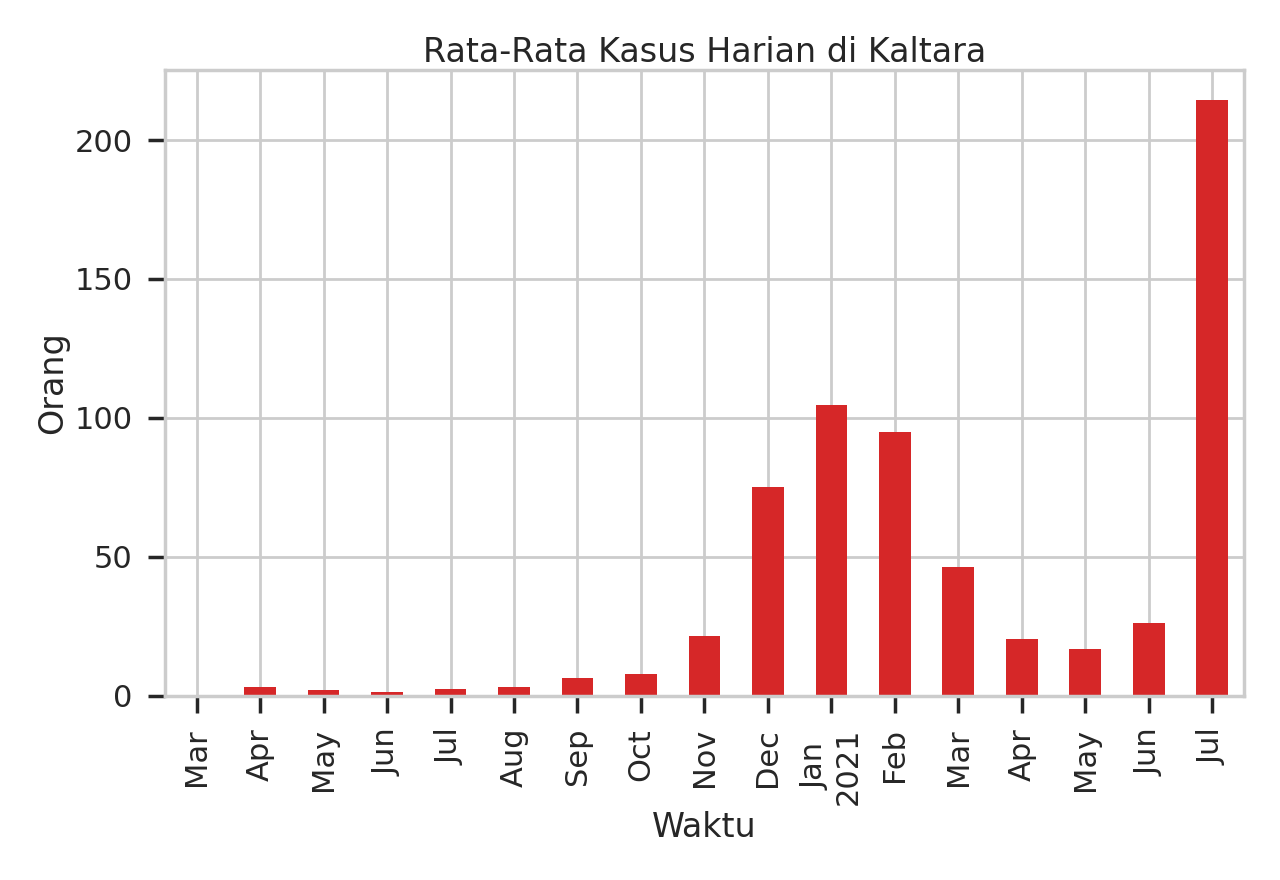 Rata-Rata Kasus Harian di Kaltara
Orang
200
150
100
50
0
Mar
Apr
May
Jun
Jul
Aug
Sep
Oct
Nov
Dec
Jan
2021
Feb
Mar
Apr
May
Jun
Jul
Waktu